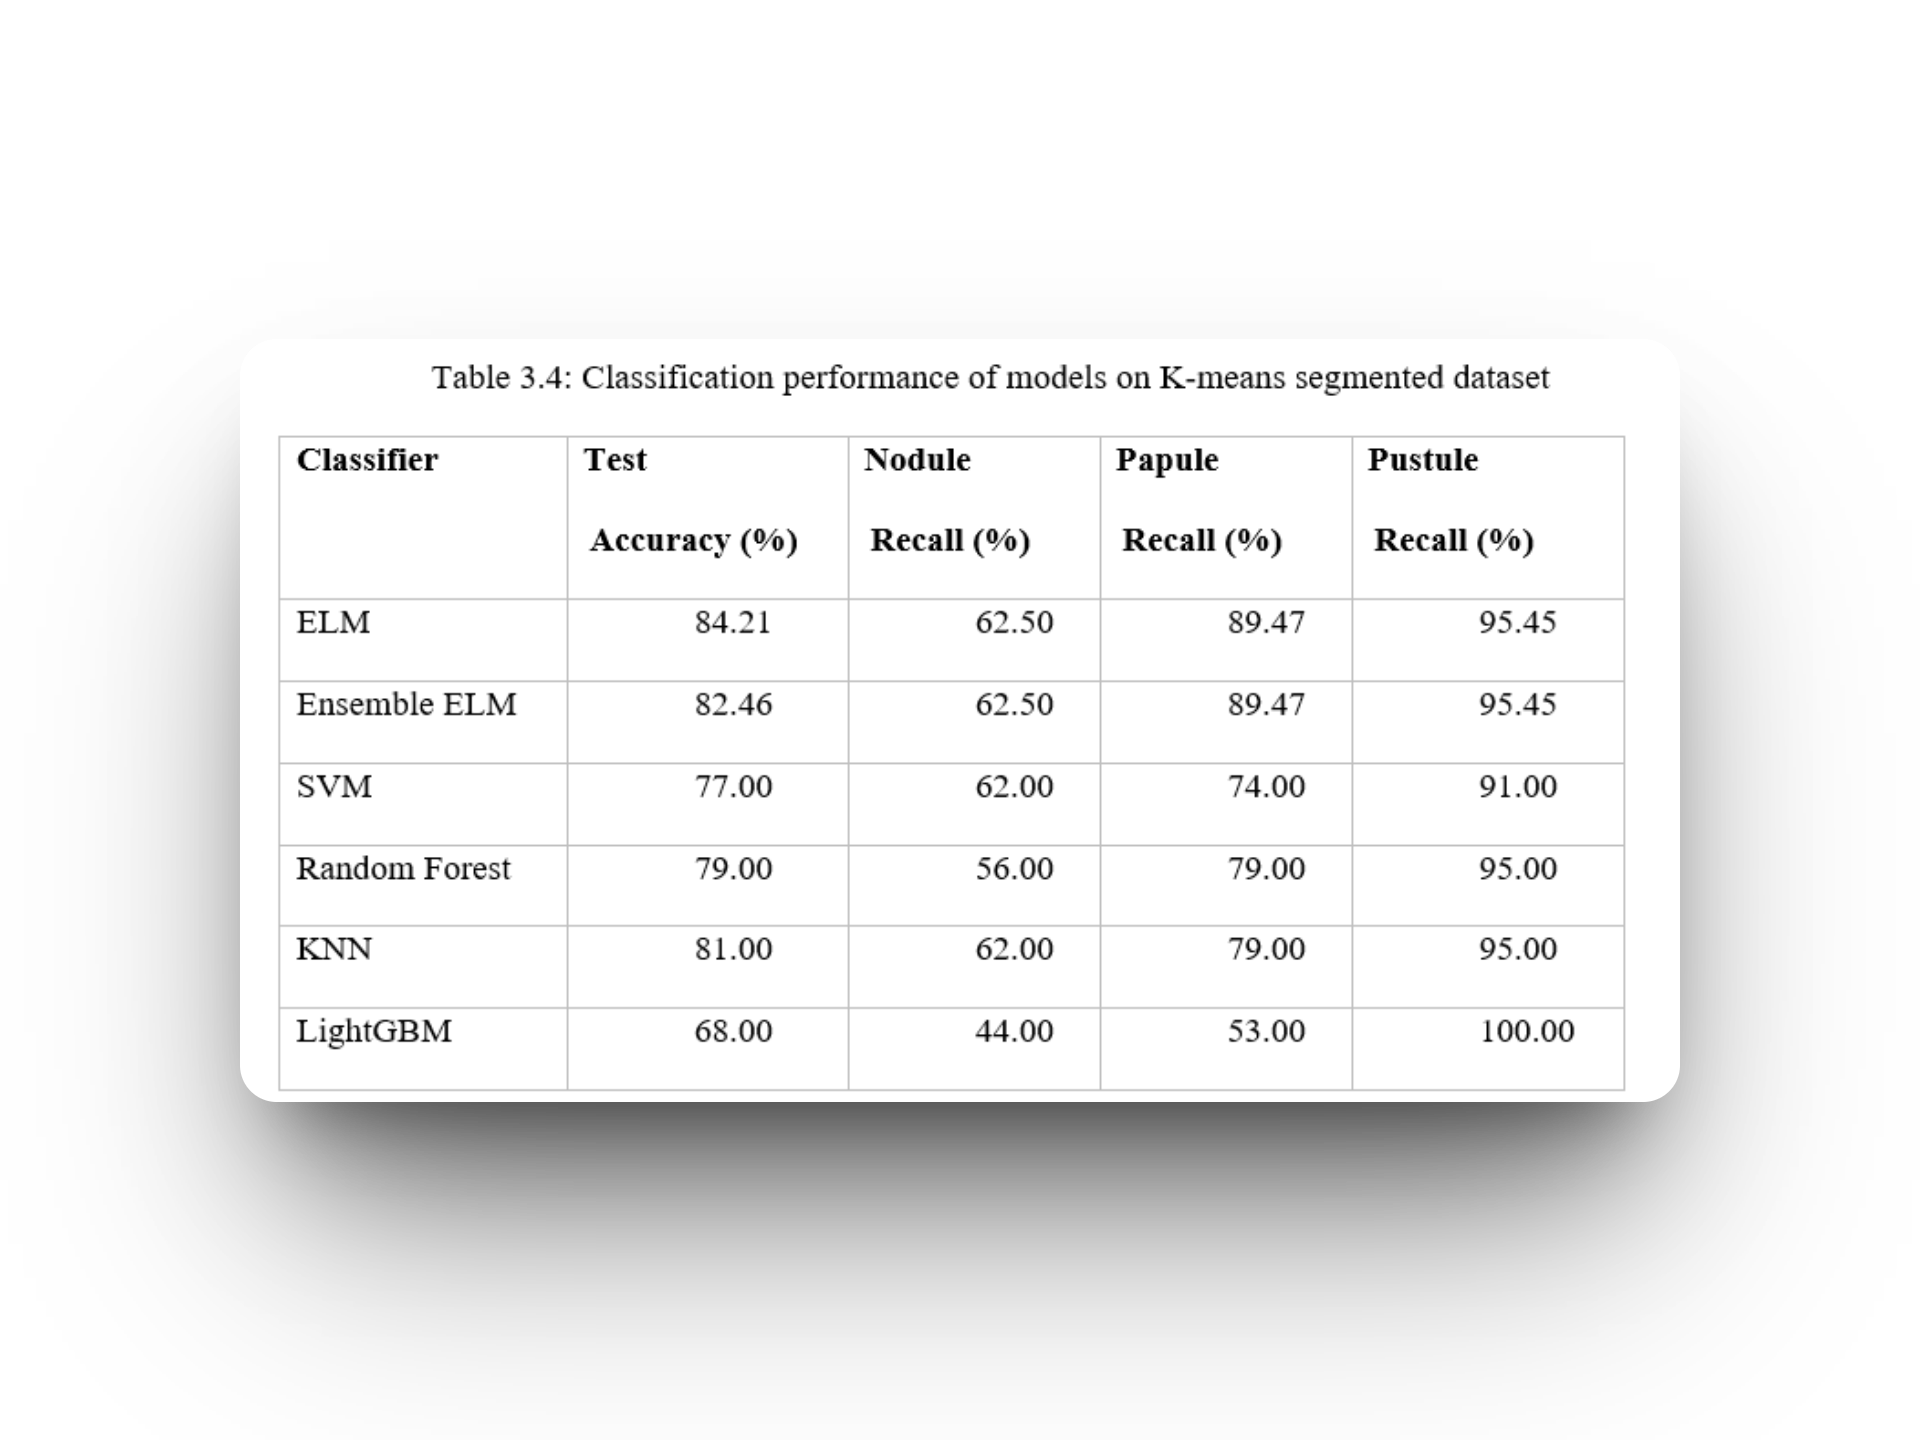 Table 3.4: Classification performance of models on K-means segmented dataset
Classifier Test Nodule Papule Pustule
Accuracy (%) Recall (%) Recall (%) Recall (%)
ELM 84.21 62.50 89.47 95.45
Ensemble ELM 82.46 62.50 89.47 95.45
SVM 77.00 62.00 74.00 91.00
Random Forest 79.00 56.00 79.00 95.00
KNN 81.00 62.00 79.00 95.00
LightGBM 68.00 44.00 53.00 100.00